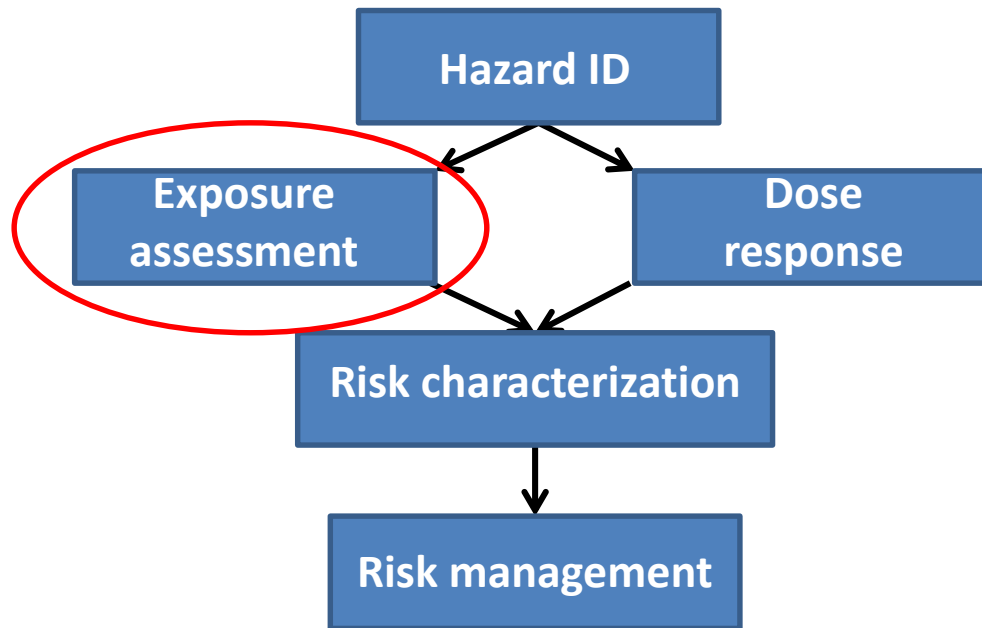 Hazard ID
Exposure
assessment
Dose
response
Risk characterization
Risk management